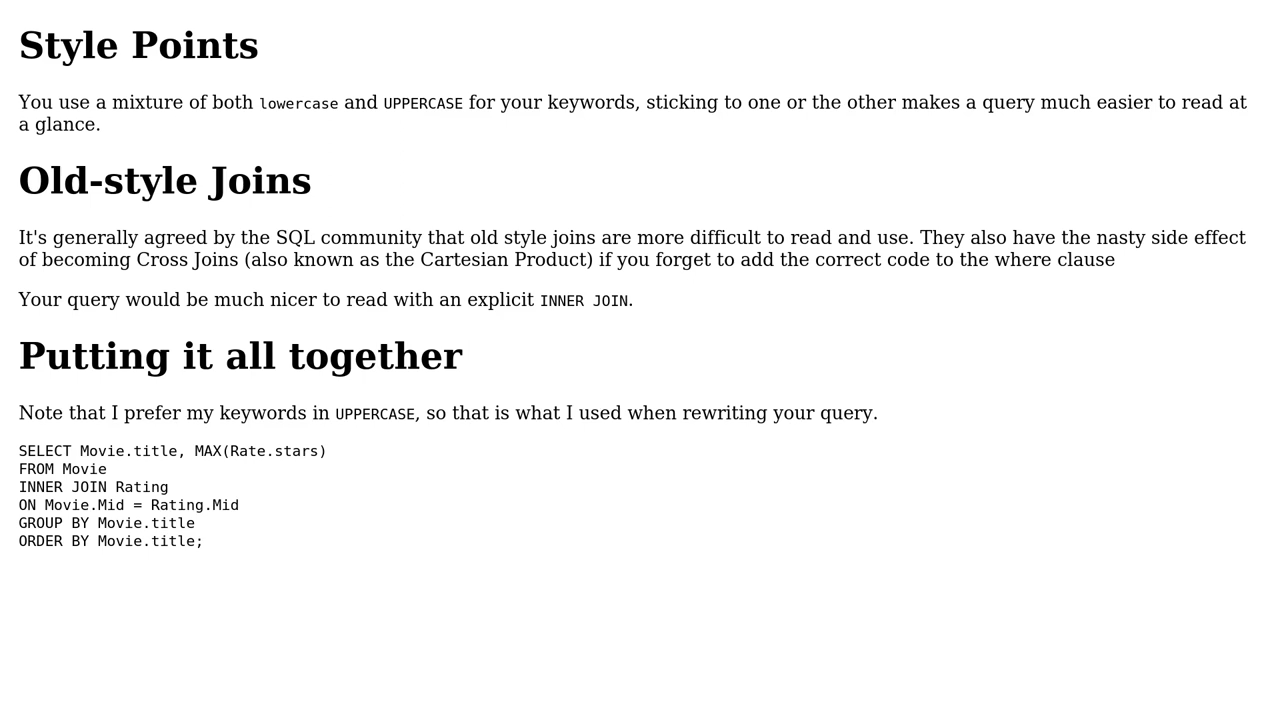 Style Points
You use a mixture of both lowercase and UPPERCASE for your keywords, sticking to one or the other makes a query much easier to read at
a glance.
Old-style Joins
It's generally agreed by the SQL community that old style joins are more difficult to read and use. They also have the nasty side effect
of becoming Cross Joins (also known as the Cartesian Product) if you forget to add the correct code to the where clause
Your query would be much nicer to read with an explicit INNER JOIN.
Putting it all together
Note that I prefer my keywords in UPPERCASE, so that is what I used when rewriting your query.
SELECT Movie.title, MAX(Rate.stars)
FROM Movie
INNER JOIN Rating
ON Movie.Mid = Rating.Mid
GROUP BY Movie.title
ORDER BY Movie.title;